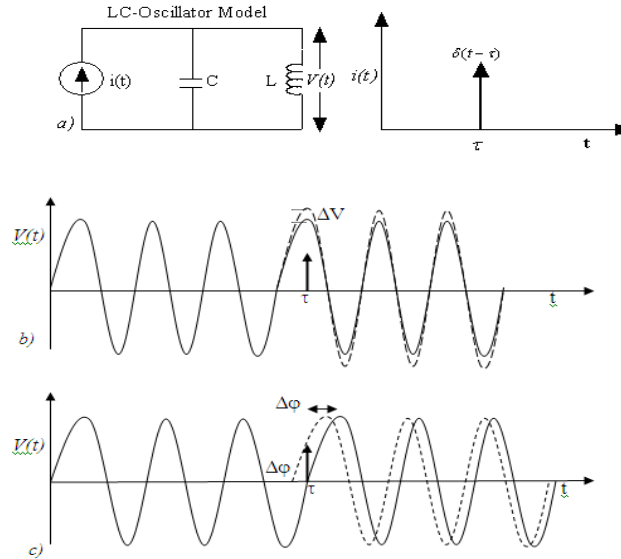 LC-Oscillator Model
i(t)
C
L
V(t)
a)
i(t)
δ(t − τ)
τ
t
V(t)
ΔV
τ
t
b)
Δφ
V(t)
Δφ
τ
t
c)